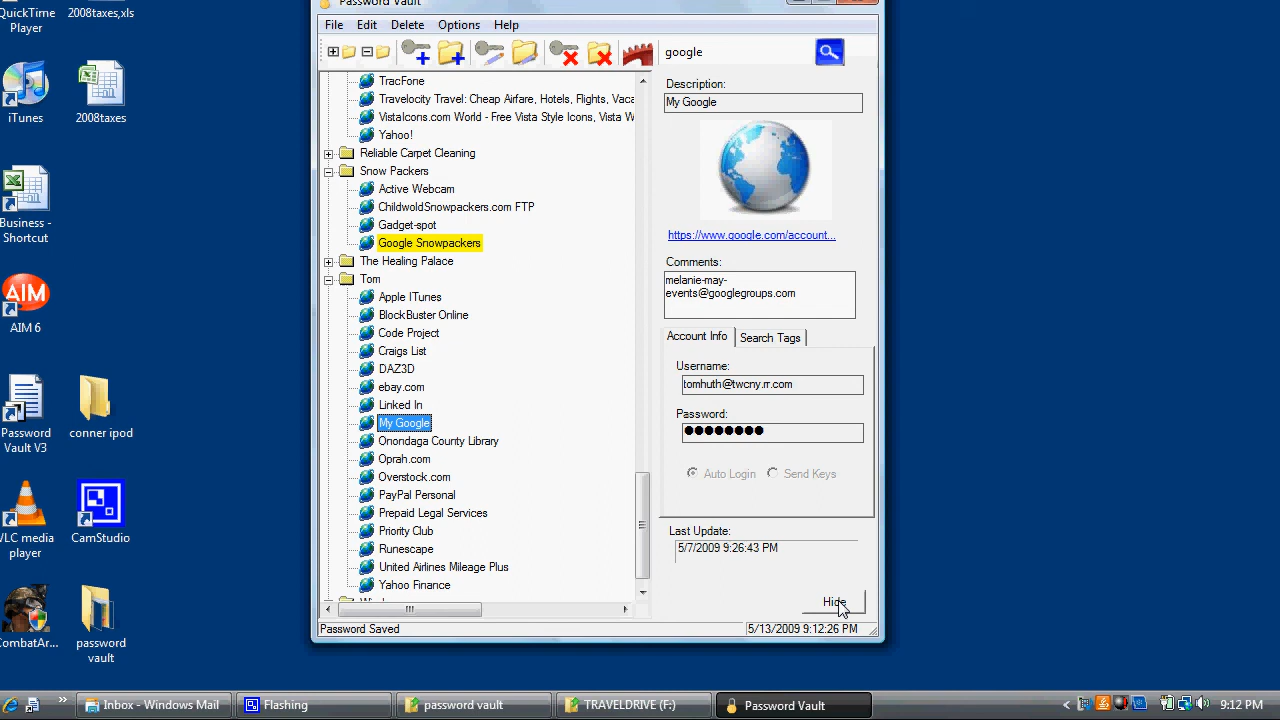 QuickTime
Player
2008taxes.xls
iTunes
2008taxes
Business -
Shortcut
AIM
AIM 6
Password
Vault V3
conner ipod
VLC media
player
CamStudio
CombatAr...
password
vault
Password Vault
File Edit Delete Options Help
google
TracFone
Travelocity Travel: Cheap Airfare, Hotels, Flights, Vaca
VistaIcons.com World - Free Vista Style Icons, Vista W
Yahoo!
Reliable Carpet Cleaning
Snow Packers
Active Webcam
ChildwoldSnowpackers.com FTP
Gadget-spot
Google Snowpackers
The Healing Palace
Tom
Apple ITunes
BlockBuster Online
Code Project
Craigs List
DAZ3D
ebay.com
Linked In
My Google
Onondaga County Library
Oprah.com
Overstock.com
PayPal Personal
Prepaid Legal Services
Priority Club
Runescape
United Airlines Mileage Plus
Yahoo Finance
Description:
My Google
https://www.google.com/account...
Comments:
melanie-may-
events@googlegroups.com
Account Info Search Tags
Username:
tomhuth@twcny.rr.com
Password:
●●●●●●●●
Auto Login Send Keys
Last Update:
5/7/2009 9:26:43 PM
Hide
Password Saved 5/13/2009 9:12:26 PM
Inbox - Windows Mail Flashing password vault TRAVELDRIVE (F:) Password Vault 9:12 PM